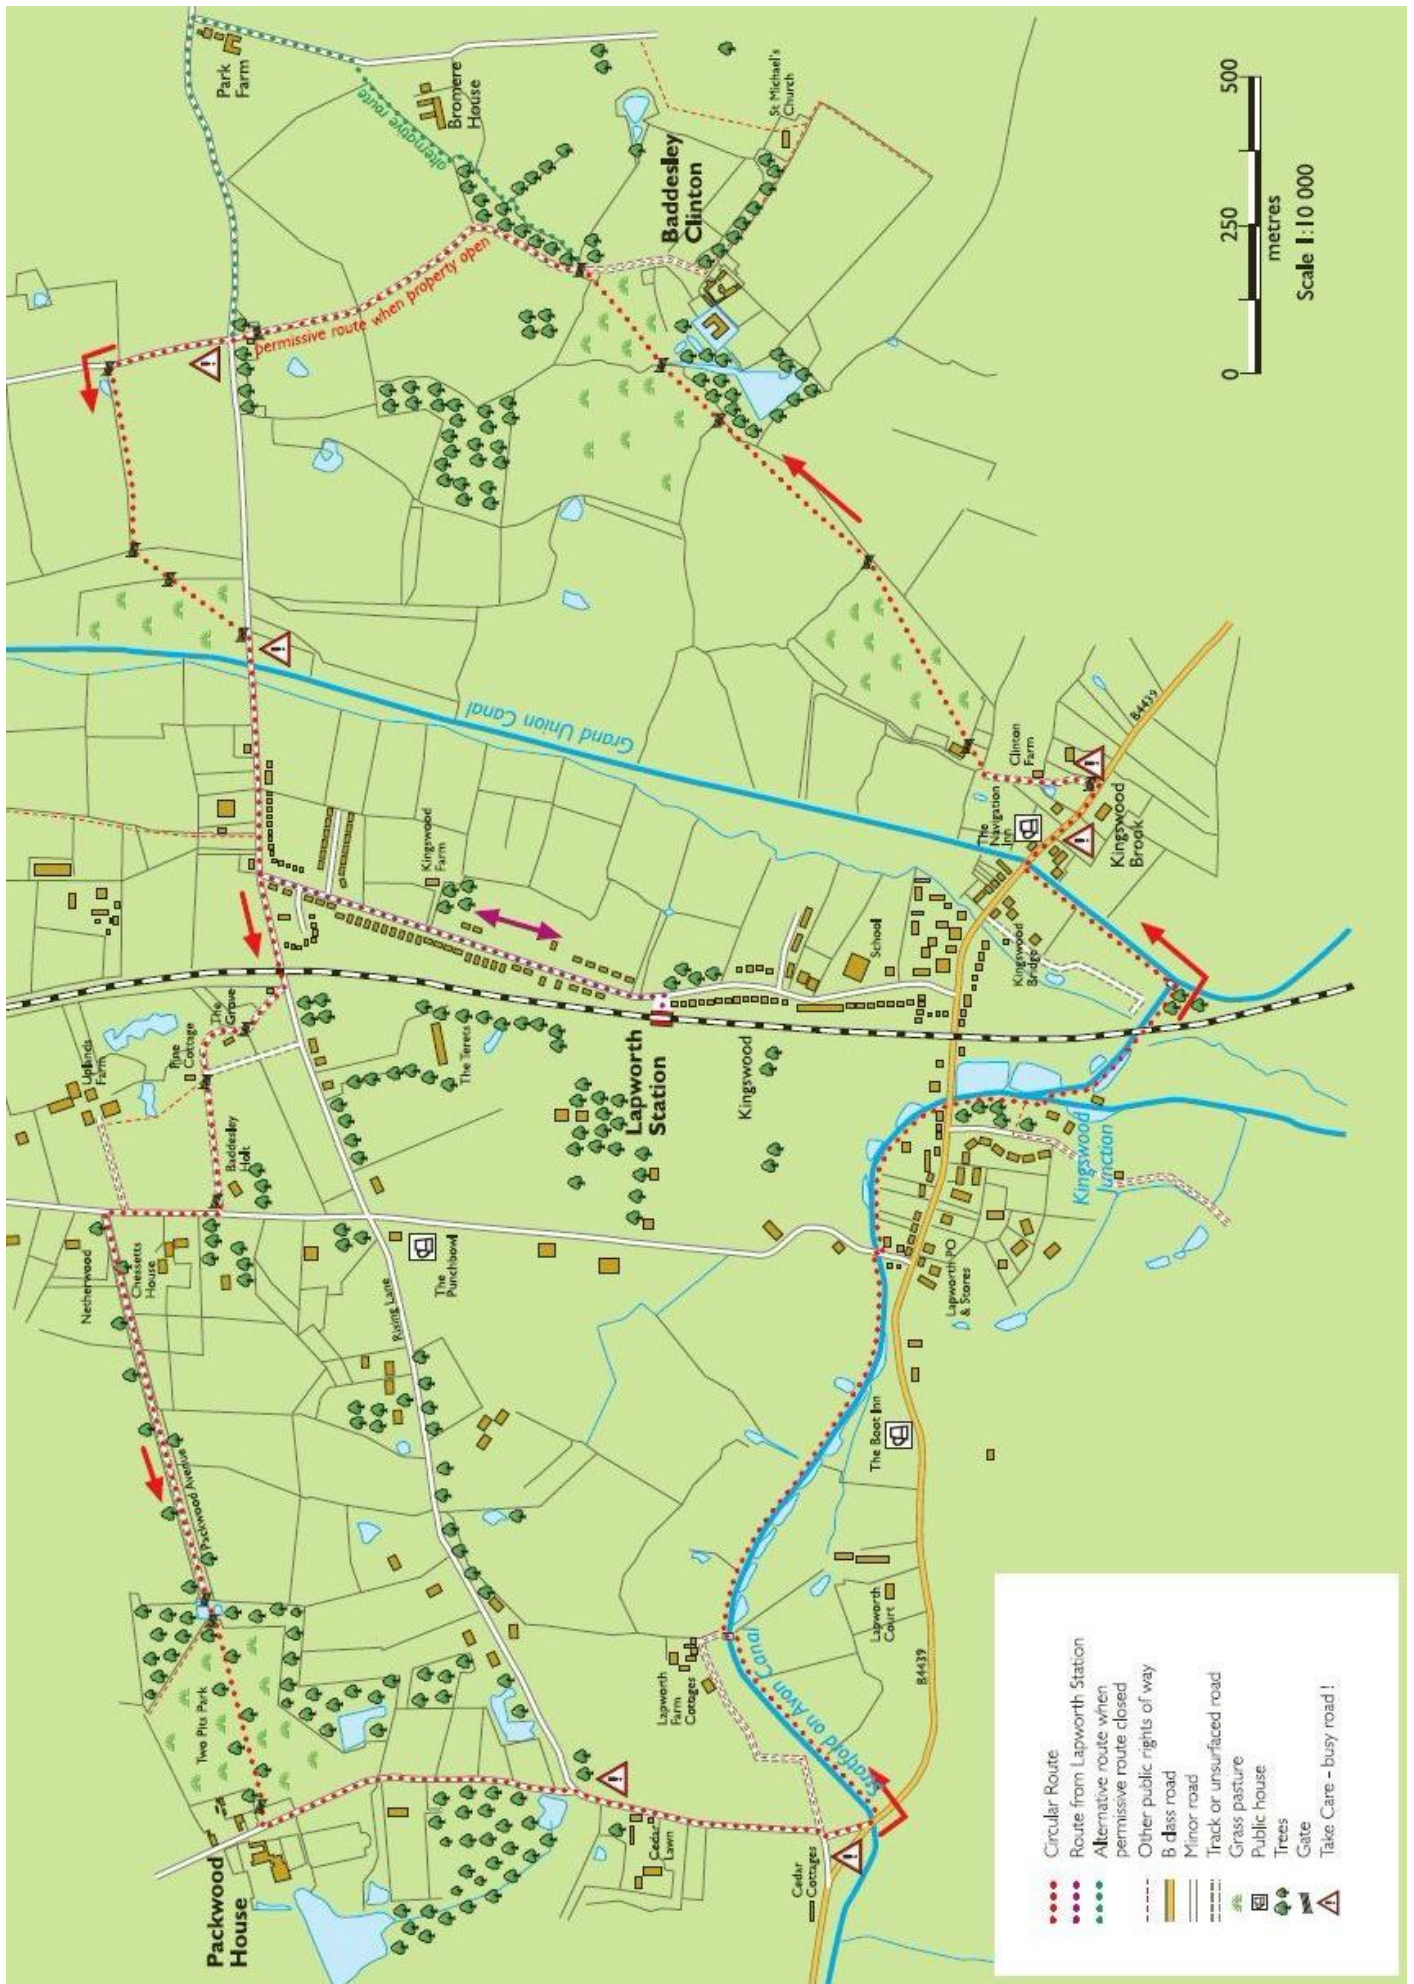 Park
Farm
alternative route
Bromere
House
St Michael's
Church
Baddesley
Clinton
permissive route when property open
0
250
500
metres
Scale 1:10 000
Grand Union Canal
Kingswood
Farm
Clinton
Farm
The
Navigation
Inn
B4439
Kingswood
Brook
School
Kingswood
Bridge
The
Grove
Pine
Cottage
Uplands
Farm
The Terets
Lapworth
Station
Kingswood
Baddesley
Holt
Kingswood
Junction
Netherwood
Chessetts
House
The
Punchbowl
Rising Lane
Lapworth PO
& Stores
Packwood Avenue
The Boot Inn
Lapworth
Court
B4439
Two Pits Park
Lapworth
Farm
Cottages
Stratford on Avon Canal
Packwood
House
Cedar
Lawn
Cedar
Cottages
Circular Route
Route from Lapworth Station
Alternative route when
permissive route closed
Other public rights of way
B class road
Minor road
Track or unsurfaced road
Grass pasture
Public house
Trees
Gate
Take Care - busy road !